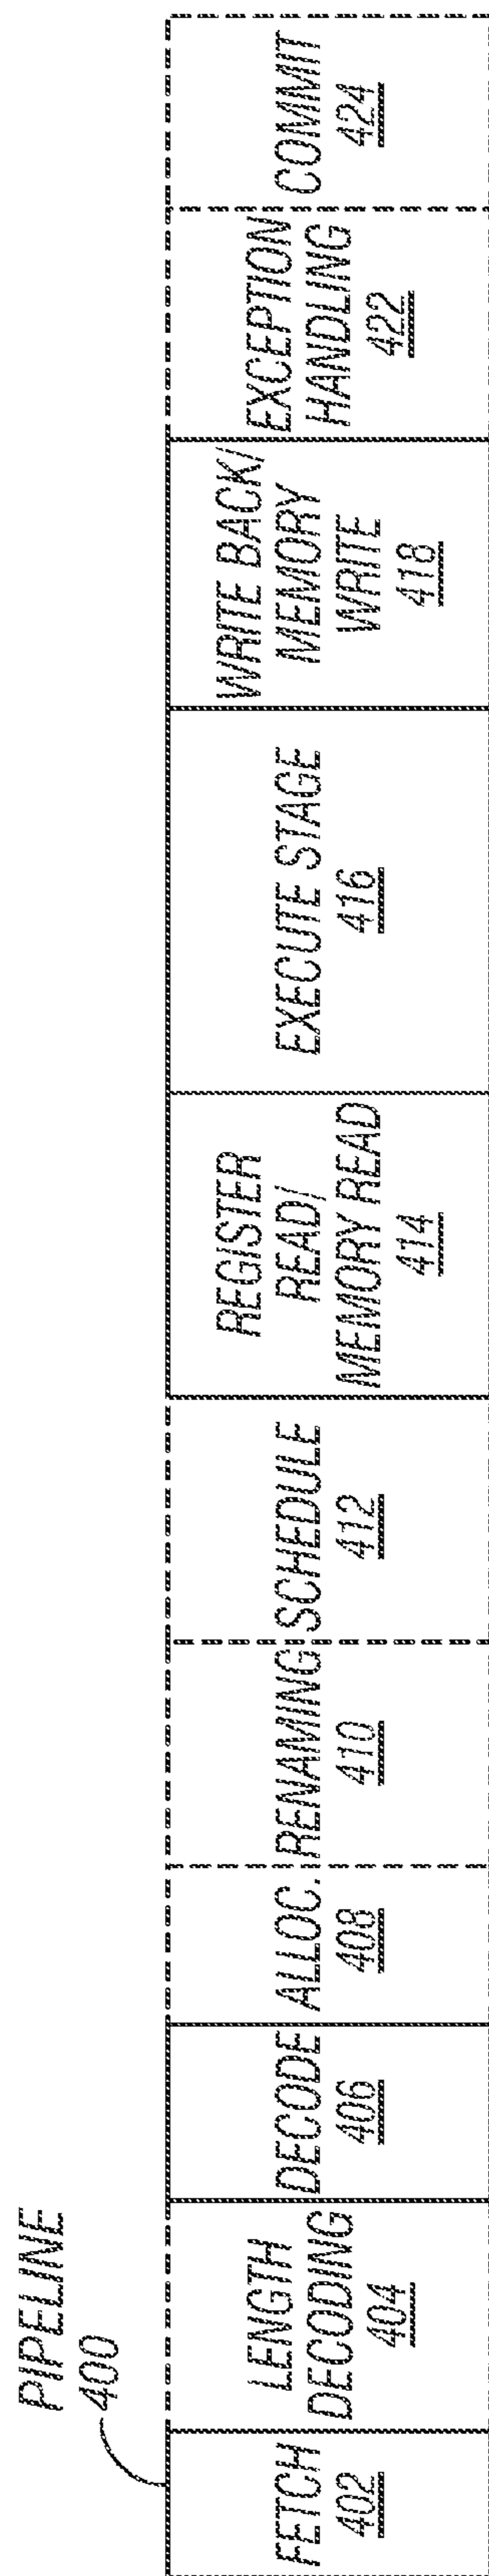 PIPELINE
400
FETCH
402
LENGTH
DECODING
404
DECODE
406
ALLOC.
408
RENAMING
410
SCHEDULE
412
REGISTER
READ/
MEMORY READ
414
EXECUTE STAGE
416
WRITE BACK/
MEMORY
WRITE
418
EXCEPTION
HANDLING
422
COMMIT
424